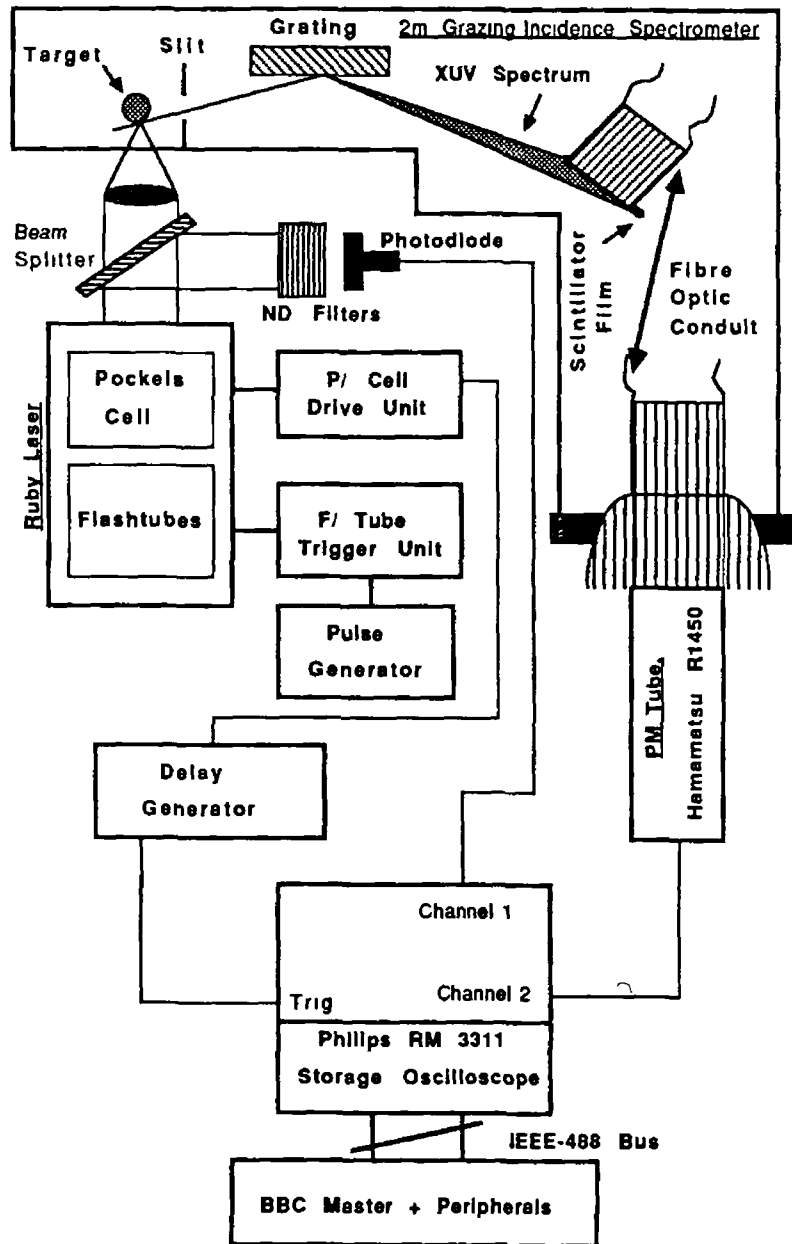 Grating
2m Grazing Incidence Spectrometer
Slit
Target
XUV Spectrum
Beam
Splitter
Photodiode
ND Filters
Scintillator
Film
Fibre
Optic
Conduit
Ruby Laser
Pockels
Cell
P/ Cell
Drive Unit
Flashtubes
F/ Tube
Trigger Unit
Pulse
Generator
PM Tube.
Hamamatsu R1450
Delay
Generator
Channel 1
Channel 2
Trig
Philips RM 3311
Storage Oscilloscope
IEEE-488 Bus
BBC Master + Peripherals